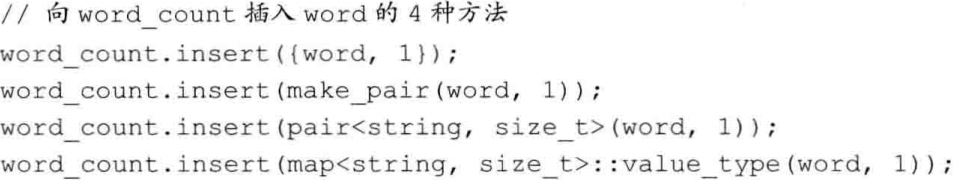 // 向 word_count 插入 word 的 4 种方法
word_count.insert({word, 1});
word_count.insert(make_pair(word, 1));
word_count.insert(pair<string, size_t>(word, 1));
word_count.insert(map<string, size_t>::value_type(word, 1));